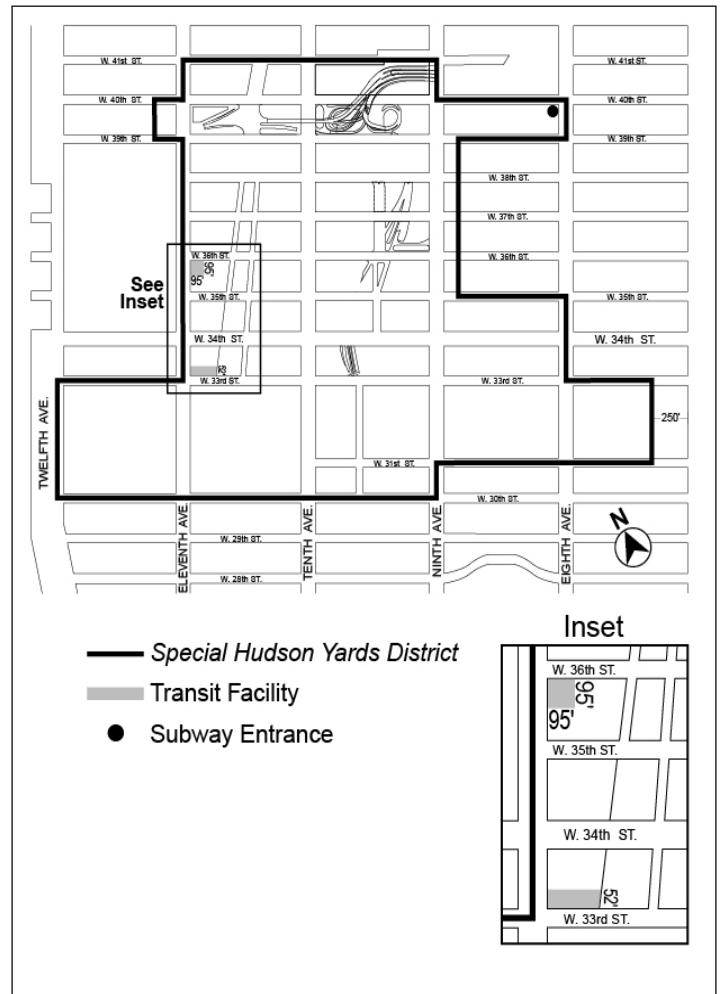 W. 41st ST.
W. 41st ST.
W. 40th ST.
W. 40th ST.
W. 39th ST.
W. 39th ST.
W. 38th ST.
W. 37th ST.
W. 36th ST.
W. 36th ST.
95'
95'
See
Inset
W. 35th ST.
W. 35th ST.
W. 34th ST.
W. 34th ST.
52'
W. 33rd ST.
W. 33rd ST.
TWELFTH AVE.
250'
W. 31st ST.
W. 30th ST.
ELEVENTH AVE.
TENTH AVE.
NINTH AVE.
EIGHTH AVE.
N
W. 29th ST.
W. 28th ST.
Special Hudson Yards District
Transit Facility
Subway Entrance
Inset
W. 36th ST.
95'
95'
W. 35th ST.
W. 34th ST.
52'
W. 33rd ST.